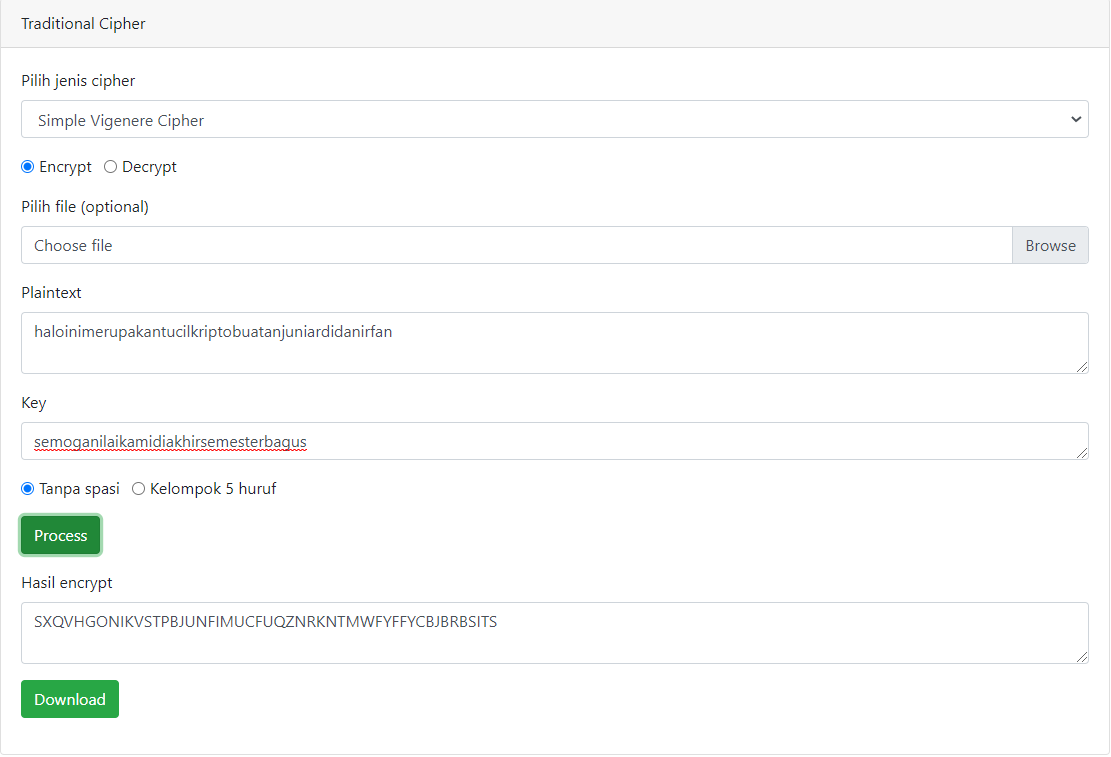 Traditional Cipher
Pilih jenis cipher
Simple Vigenere Cipher
Encrypt Decrypt
Pilih file (optional)
Choose file Browse
Plaintext
haloinimerupakantucilkriptobuatanjuniardidanirfan
Key
semoganilaikamidiakhirsemesterbagus
Tanpa spasi Kelompok 5 huruf
Process
Hasil encrypt
SXQVHGONIKVSTPBJUNFIMUCFUQZNRKNTMWFYFFYCBJBRBSITS
Download